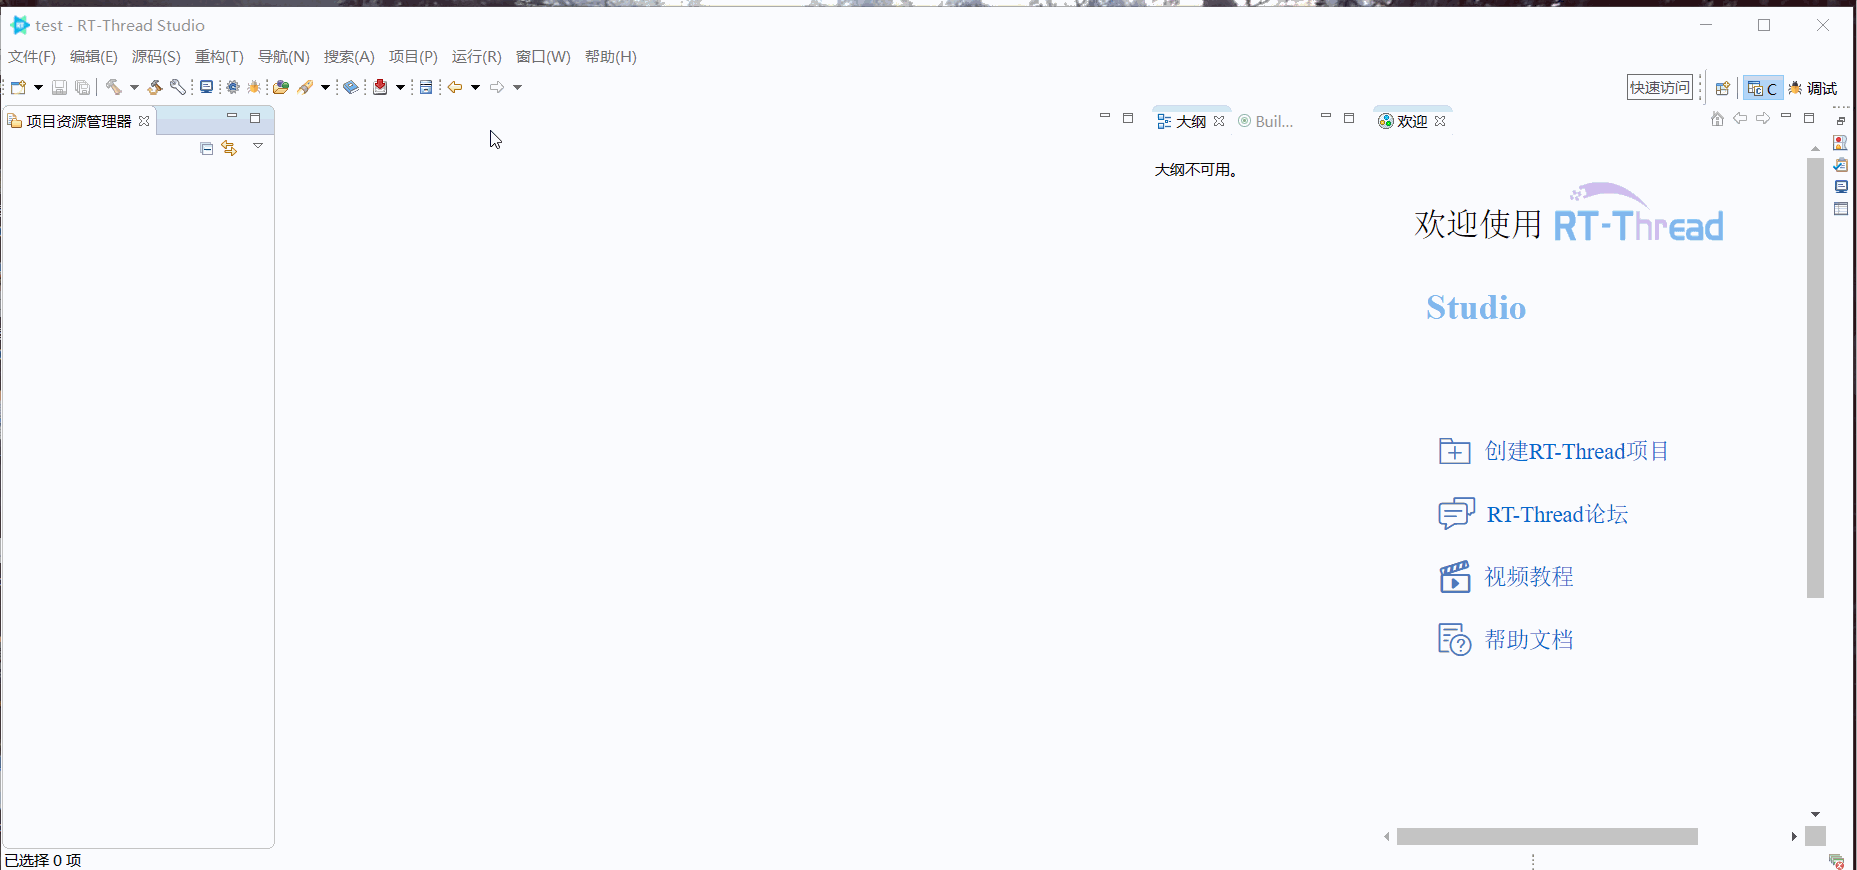 test - RT-Thread Studio
文件(F) 编辑(E) 源码(S) 重构(T) 导航(N) 搜索(A) 项目(P) 运行(R) 窗口(W) 帮助(H)
快速访问 C 调试
项目资源管理器 大纲 Buil... 欢迎
大纲不可用。
欢迎使用 RT-Thread
Studio
创建RT-Thread项目
RT-Thread论坛
视频教程
帮助文档
已选择 0 项